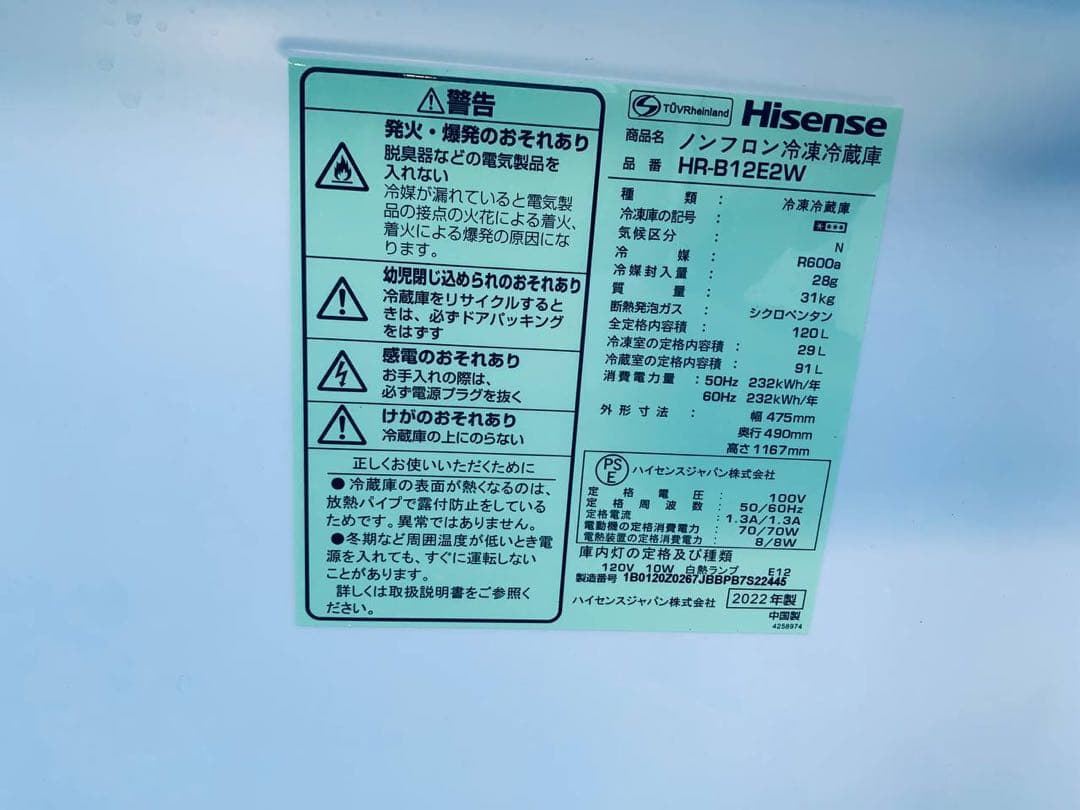 ⚠警告
発火・爆発のおそれあり
脱臭器などの電気製品を
入れない
冷媒が漏れていると電気製
品の接点の火花による着火、
着火による爆発の原因にな
ります。
幼児閉じ込められのおそれあり
冷蔵庫をリサイクルすると
きは、必ずドアパッキング
をはずす
感電のおそれあり
お手入れの際は、
必ず電源プラグを抜く
けがのおそれあり
冷蔵庫の上にのらない
正しくお使いいただくために
●冷蔵庫の表面が熱くなるのは、
放熱パイプで露付防止をしている
ためです。異常ではありません。
●冬期など周囲温度が低いとき電
源を入れても、すぐに運転しない
ことがあります。
詳しくは取扱説明書をご参照く
ださい。
TÜVRheinland Hisense
商品名 ノンフロン冷凍冷蔵庫
品番 HR-B12E2W
種類： 冷凍冷蔵庫
冷凍庫の記号：
気候区分： N
冷媒： R600a
冷媒封入量： 28g
質量： 31kg
断熱発泡ガス： シクロペンタン
全定格内容積： 120L
冷凍室の定格内容積： 29L
冷蔵室の定格内容積： 91L
消費電力量：50Hz 232kWh/年
60Hz 232kWh/年
外形寸法： 幅475mm
奥行490mm
高さ1167mm
PSE ハイセンスジャパン株式会社
定格電圧： 100V
定格周波数： 50/60Hz
定格電流： 1.3A/1.3A
電動機の定格消費電力： 70/70W
電熱装置の定格消費電力： 8/8W
庫内灯の定格及び種類
120V 10W 白熱ランプ E12
製造番号 1B0120Z0267JBBPB7S22445
ハイセンスジャパン株式会社 2022年製
中国製
4258974